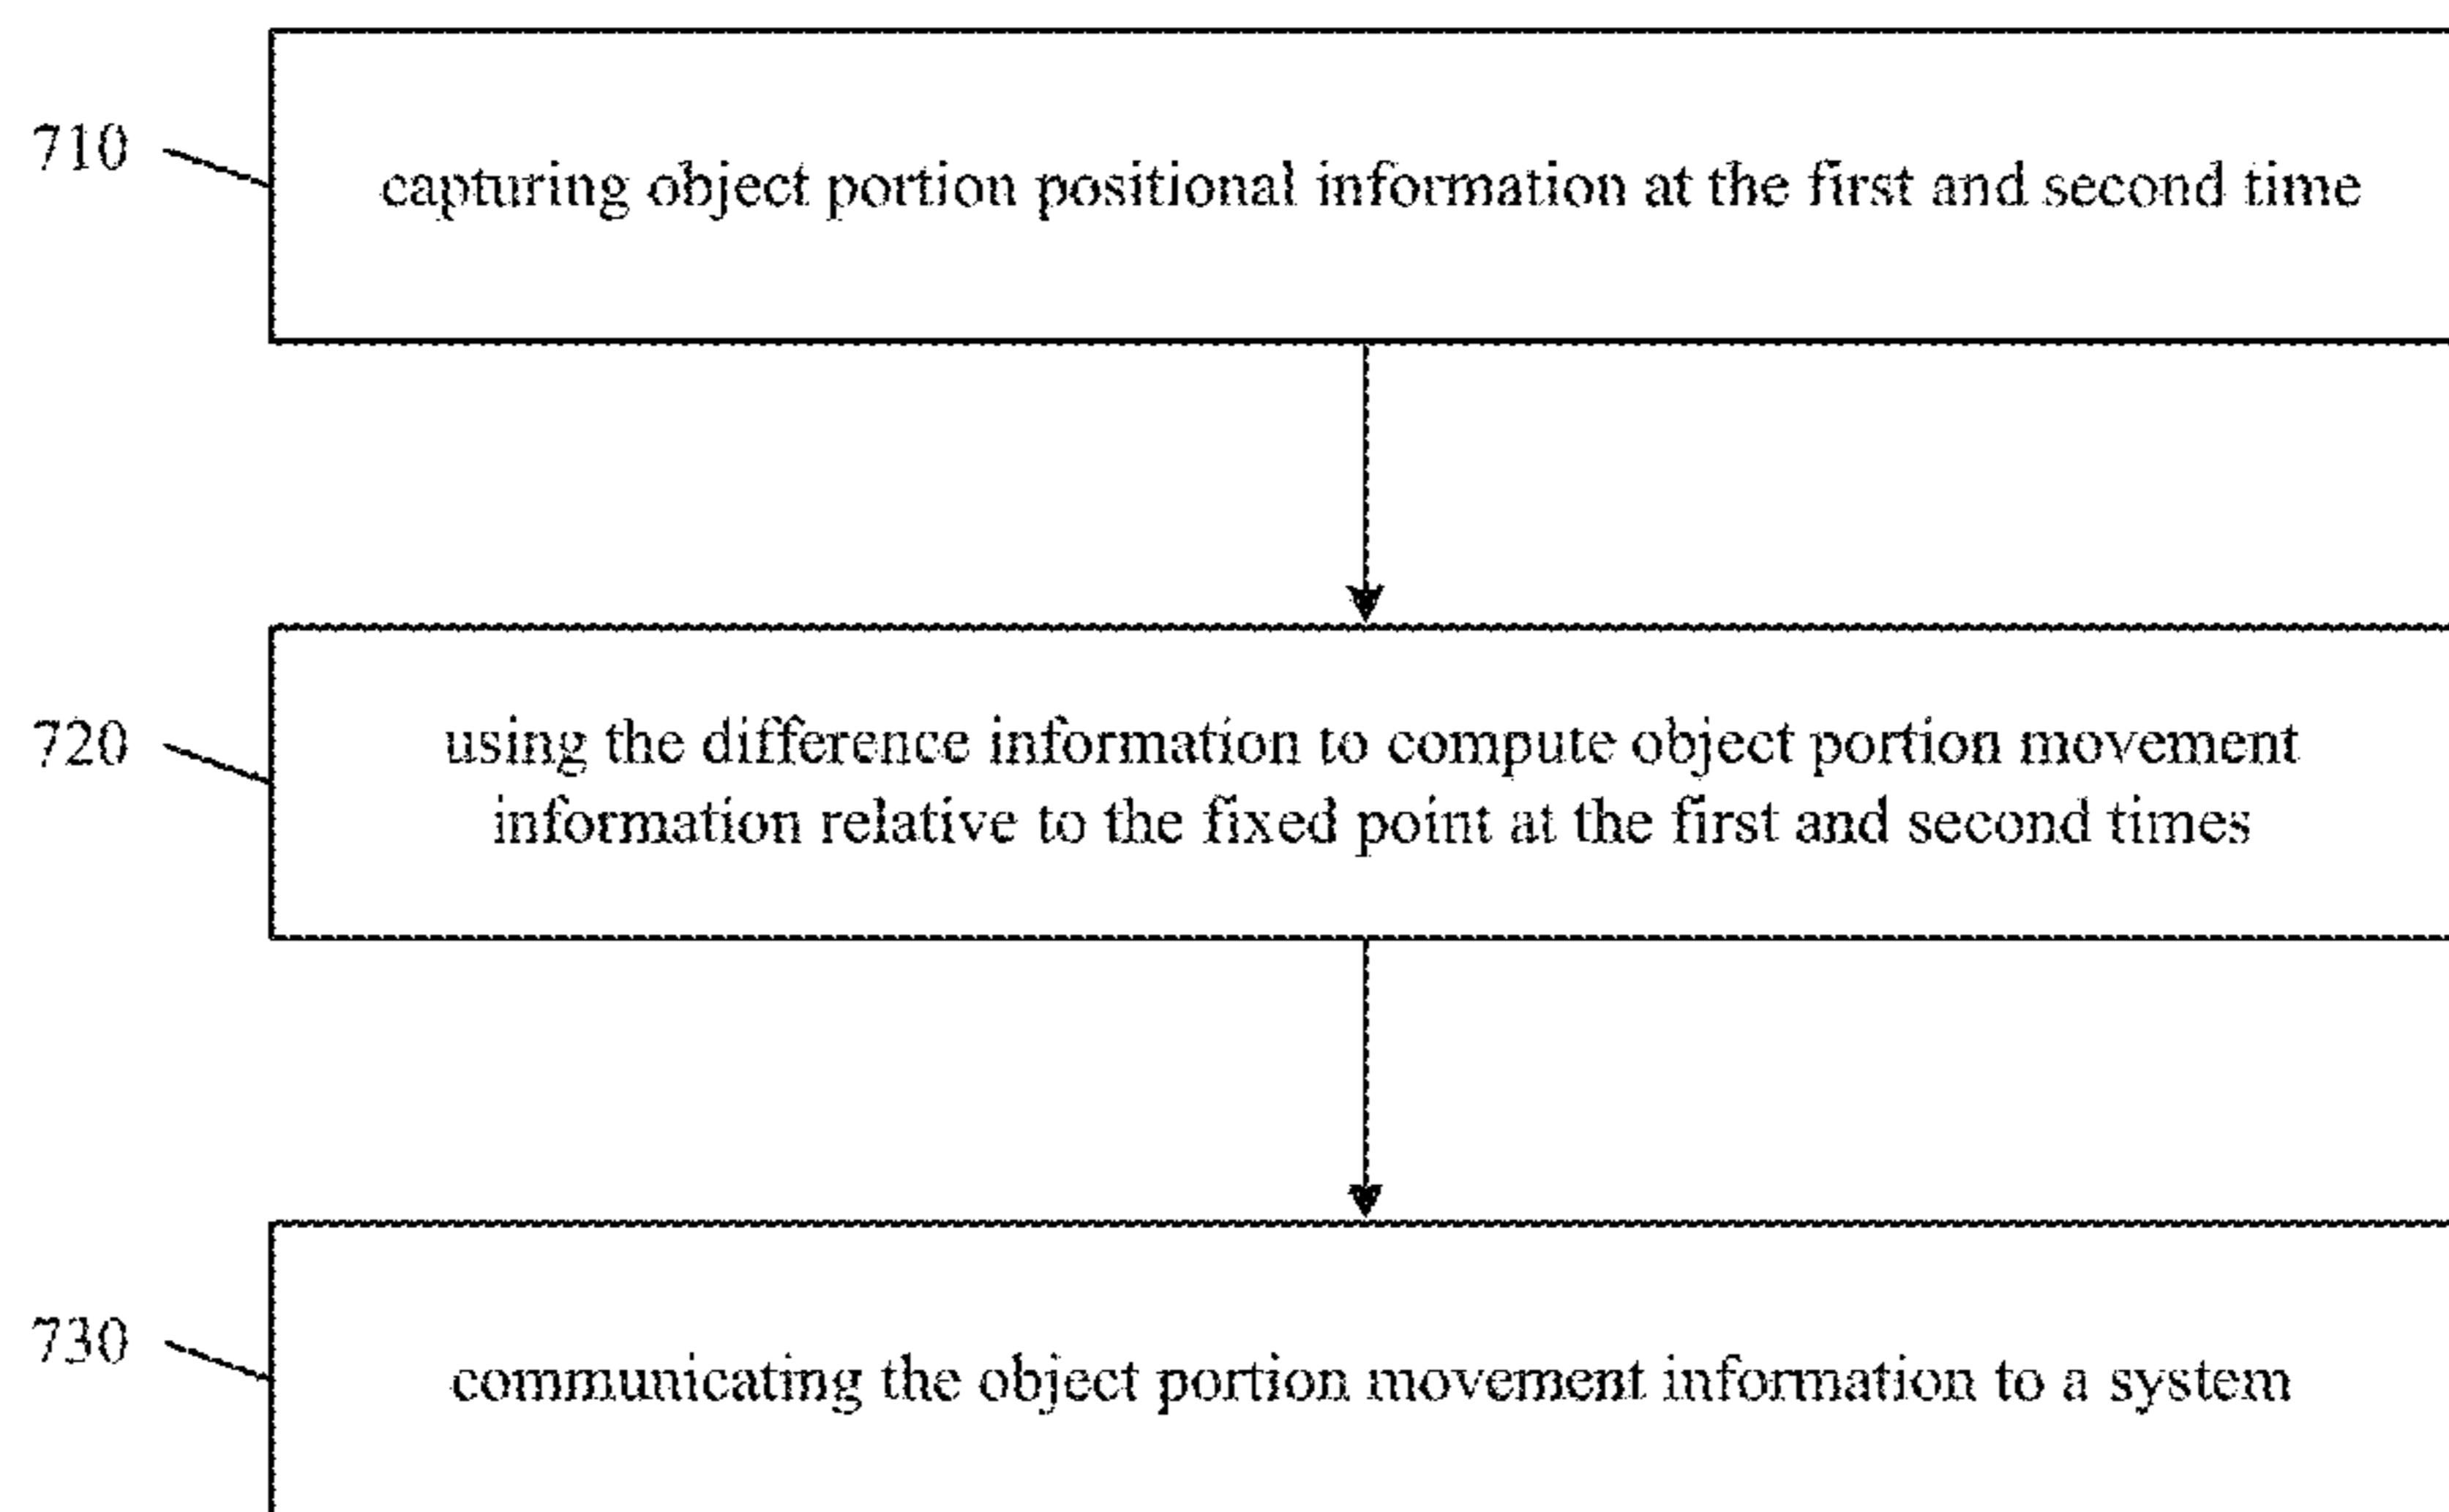 710
capturing object portion positional information at the first and second time
720
using the difference information to compute object portion movement
information relative to the fixed point at the first and second times
730
communicating the object portion movement information to a system